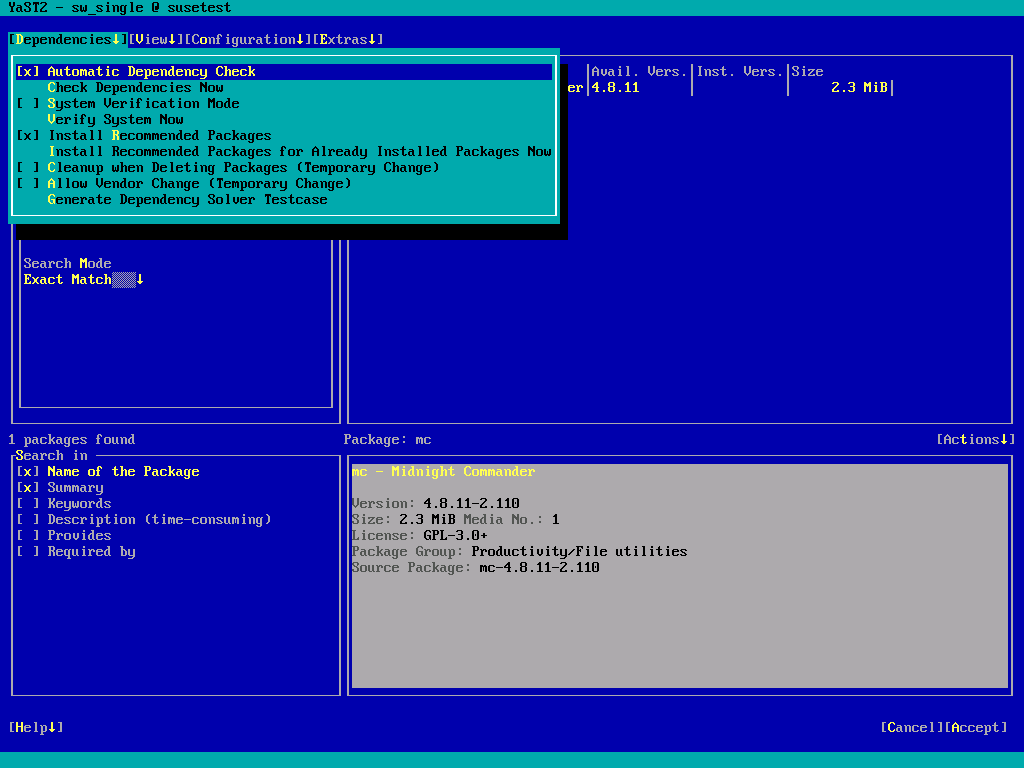 YaST2 - sw_single @ susetest
[Dependencies↓][View↓][Configuration↓][Extras↓]
[x] Automatic Dependency Check
Check Dependencies Now
[ ] System Verification Mode
Verify System Now
[x] Install Recommended Packages
Install Recommended Packages for Already Installed Packages Now
[ ] Cleanup when Deleting Packages (Temporary Change)
[ ] Allow Vendor Change (Temporary Change)
Generate Dependency Solver Testcase
|Avail. Vers.|Inst. Vers.|Size
er|4.8.11 | | 2.3 MiB|
Search Mode
Exact Match↓
1 packages found
Package: mc
[Actions↓]
Search in
[x] Name of the Package
[x] Summary
[ ] Keywords
[ ] Description (time-consuming)
[ ] Provides
[ ] Required by
mc - Midnight Commander
Version: 4.8.11-2.110
Size: 2.3 MiB Media No.: 1
License: GPL-3.0+
Package Group: Productivity/File utilities
Source Package: mc-4.8.11-2.110
[Help↓]
[Cancel][Accept]